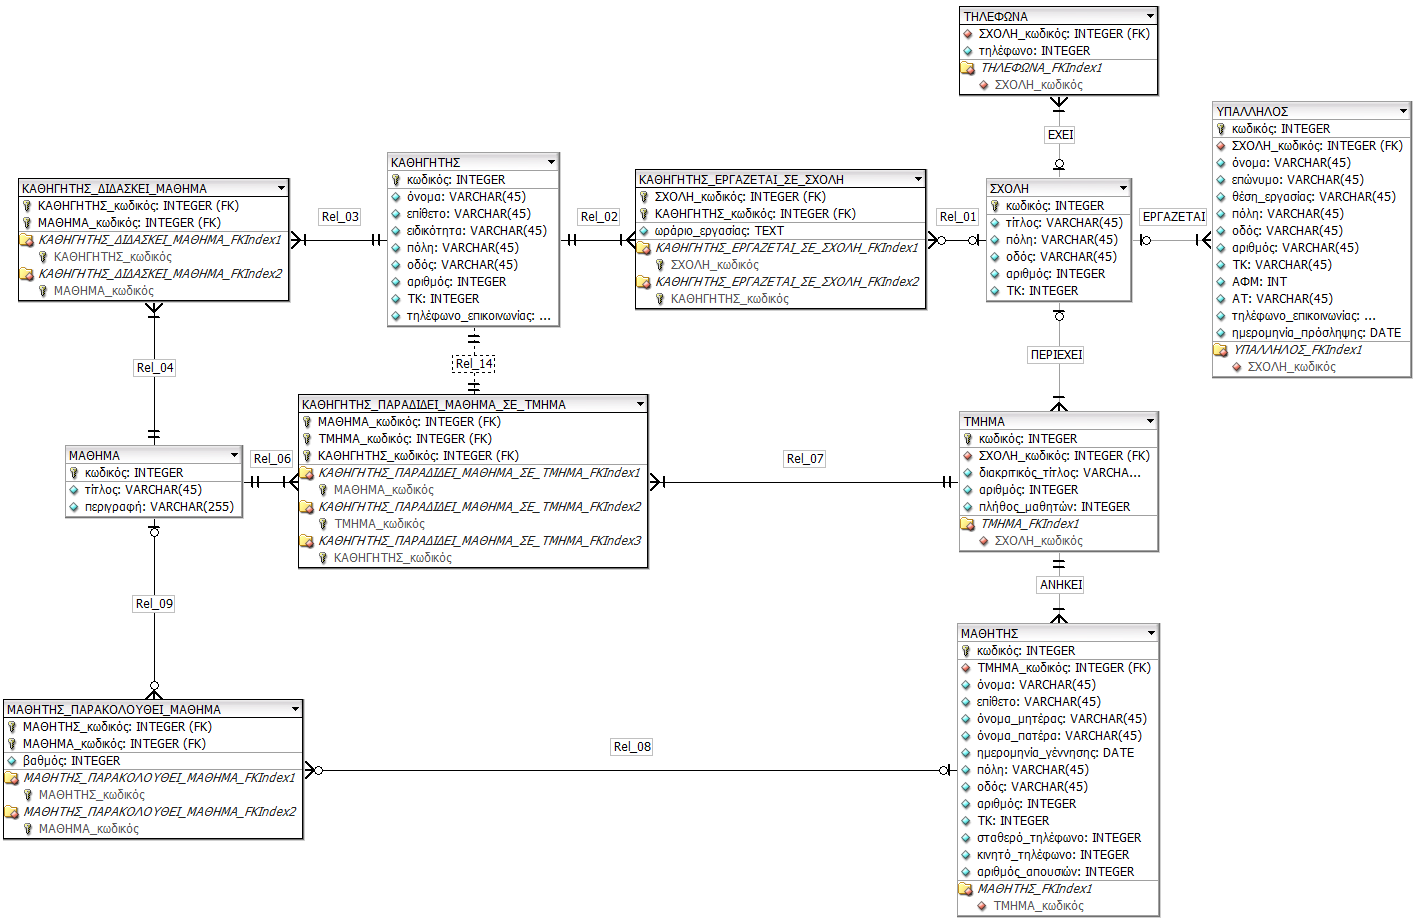 ΤΗΛΕΦΩΝΑ
ΣΧΟΛΗ_κωδικός: INTEGER (FK)
τηλέφωνο: INTEGER
ΤΗΛΕΦΩΝΑ_FKIndex1
ΣΧΟΛΗ_κωδικός
ΕΧΕΙ
ΥΠΑΛΛΗΛΟΣ
κωδικός: INTEGER
ΣΧΟΛΗ_κωδικός: INTEGER (FK)
όνομα: VARCHAR(45)
επώνυμο: VARCHAR(45)
θέση_εργασίας: VARCHAR(45)
πόλη: VARCHAR(45)
οδός: VARCHAR(45)
αριθμός: VARCHAR(45)
ΤΚ: VARCHAR(45)
ΑΦΜ: INT
ΑΤ: VARCHAR(45)
τηλέφωνο_επικοινωνίας: ...
ημερομηνία_πρόσληψης: DATE
ΥΠΑΛΛΗΛΟΣ_FKIndex1
ΣΧΟΛΗ_κωδικός
ΚΑΘΗΓΗΤΗΣ_ΔΙΔΑΣΚΕΙ_ΜΑΘΗΜΑ
ΚΑΘΗΓΗΤΗΣ_κωδικός: INTEGER (FK)
ΜΑΘΗΜΑ_κωδικός: INTEGER (FK)
ΚΑΘΗΓΗΤΗΣ_ΔΙΔΑΣΚΕΙ_ΜΑΘΗΜΑ_FKIndex1
ΚΑΘΗΓΗΤΗΣ_κωδικός
ΚΑΘΗΓΗΤΗΣ_ΔΙΔΑΣΚΕΙ_ΜΑΘΗΜΑ_FKIndex2
ΜΑΘΗΜΑ_κωδικός
Rel_03
ΚΑΘΗΓΗΤΗΣ
κωδικός: INTEGER
όνομα: VARCHAR(45)
επίθετο: VARCHAR(45)
ειδικότητα: VARCHAR(45)
πόλη: VARCHAR(45)
οδός: VARCHAR(45)
αριθμός: INTEGER
ΤΚ: INTEGER
τηλέφωνο_επικοινωνίας: ...
Rel_02
ΚΑΘΗΓΗΤΗΣ_ΕΡΓΑΖΕΤΑΙ_ΣΕ_ΣΧΟΛΗ
ΣΧΟΛΗ_κωδικός: INTEGER (FK)
ΚΑΘΗΓΗΤΗΣ_κωδικός: INTEGER (FK)
ωράριο_εργασίας: TEXT
ΚΑΘΗΓΗΤΗΣ_ΕΡΓΑΖΕΤΑΙ_ΣΕ_ΣΧΟΛΗ_FKIndex1
ΣΧΟΛΗ_κωδικός
ΚΑΘΗΓΗΤΗΣ_ΕΡΓΑΖΕΤΑΙ_ΣΕ_ΣΧΟΛΗ_FKIndex2
ΚΑΘΗΓΗΤΗΣ_κωδικός
Rel_01
ΣΧΟΛΗ
κωδικός: INTEGER
τίτλος: VARCHAR(45)
πόλη: VARCHAR(45)
οδός: VARCHAR(45)
αριθμός: INTEGER
ΤΚ: INTEGER
ΕΡΓΑΖΕΤΑΙ
Rel_04
Rel_14
ΠΕΡΙΕΧΕΙ
ΜΑΘΗΜΑ
κωδικός: INTEGER
τίτλος: VARCHAR(45)
περιγραφή: VARCHAR(255)
Rel_06
ΚΑΘΗΓΗΤΗΣ_ΠΑΡΑΔΙΔΕΙ_ΜΑΘΗΜΑ_ΣΕ_ΤΜΗΜΑ
ΜΑΘΗΜΑ_κωδικός: INTEGER (FK)
ΤΜΗΜΑ_κωδικός: INTEGER (FK)
ΚΑΘΗΓΗΤΗΣ_κωδικός: INTEGER (FK)
ΚΑΘΗΓΗΤΗΣ_ΠΑΡΑΔΙΔΕΙ_ΜΑΘΗΜΑ_ΣΕ_ΤΜΗΜΑ_FKIndex1
ΜΑΘΗΜΑ_κωδικός
ΚΑΘΗΓΗΤΗΣ_ΠΑΡΑΔΙΔΕΙ_ΜΑΘΗΜΑ_ΣΕ_ΤΜΗΜΑ_FKIndex2
ΤΜΗΜΑ_κωδικός
ΚΑΘΗΓΗΤΗΣ_ΠΑΡΑΔΙΔΕΙ_ΜΑΘΗΜΑ_ΣΕ_ΤΜΗΜΑ_FKIndex3
ΚΑΘΗΓΗΤΗΣ_κωδικός
Rel_07
ΤΜΗΜΑ
κωδικός: INTEGER
ΣΧΟΛΗ_κωδικός: INTEGER (FK)
διακριτικός_τίτλος: VARCHA...
αριθμός: INTEGER
πλήθος_μαθητών: INTEGER
ΤΜΗΜΑ_FKIndex1
ΣΧΟΛΗ_κωδικός
ΑΝΗΚΕΙ
Rel_09
ΜΑΘΗΤΗΣ_ΠΑΡΑΚΟΛΟΥΘΕΙ_ΜΑΘΗΜΑ
ΜΑΘΗΤΗΣ_κωδικός: INTEGER (FK)
ΜΑΘΗΜΑ_κωδικός: INTEGER (FK)
βαθμός: INTEGER
ΜΑΘΗΤΗΣ_ΠΑΡΑΚΟΛΟΥΘΕΙ_ΜΑΘΗΜΑ_FKIndex1
ΜΑΘΗΤΗΣ_κωδικός
ΜΑΘΗΤΗΣ_ΠΑΡΑΚΟΛΟΥΘΕΙ_ΜΑΘΗΜΑ_FKIndex2
ΜΑΘΗΜΑ_κωδικός
Rel_08
ΜΑΘΗΤΗΣ
κωδικός: INTEGER
ΤΜΗΜΑ_κωδικός: INTEGER (FK)
όνομα: VARCHAR(45)
επίθετο: VARCHAR(45)
όνομα_μητέρας: VARCHAR(45)
όνομα_πατέρα: VARCHAR(45)
ημερομηνία_γέννησης: DATE
πόλη: VARCHAR(45)
οδός: VARCHAR(45)
αριθμός: INTEGER
ΤΚ: INTEGER
σταθερό_τηλέφωνο: INTEGER
κινητό_τηλέφωνο: INTEGER
αριθμός_απουσιών: INTEGER
ΜΑΘΗΤΗΣ_FKIndex1
ΤΜΗΜΑ_κωδικός